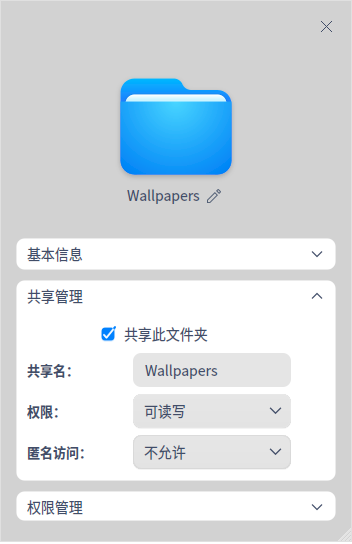 Wallpapers
基本信息
共享管理
共享此文件夹
共享名： Wallpapers
权限： 可读写
匿名访问： 不允许
权限管理